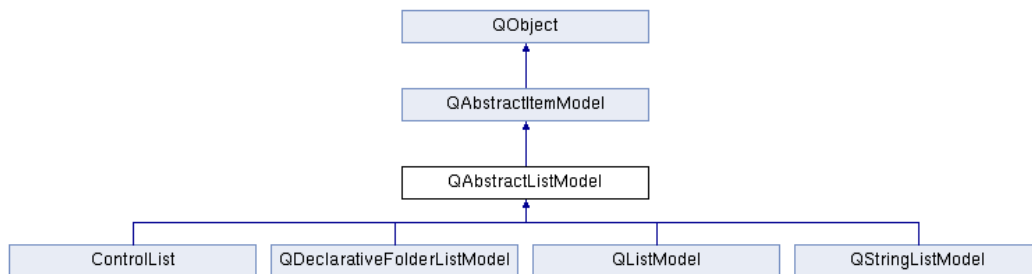 QObject
QAbstractItemModel
QAbstractListModel
ControlList
QDeclarativeFolderListModel
QListModel
QStringListModel